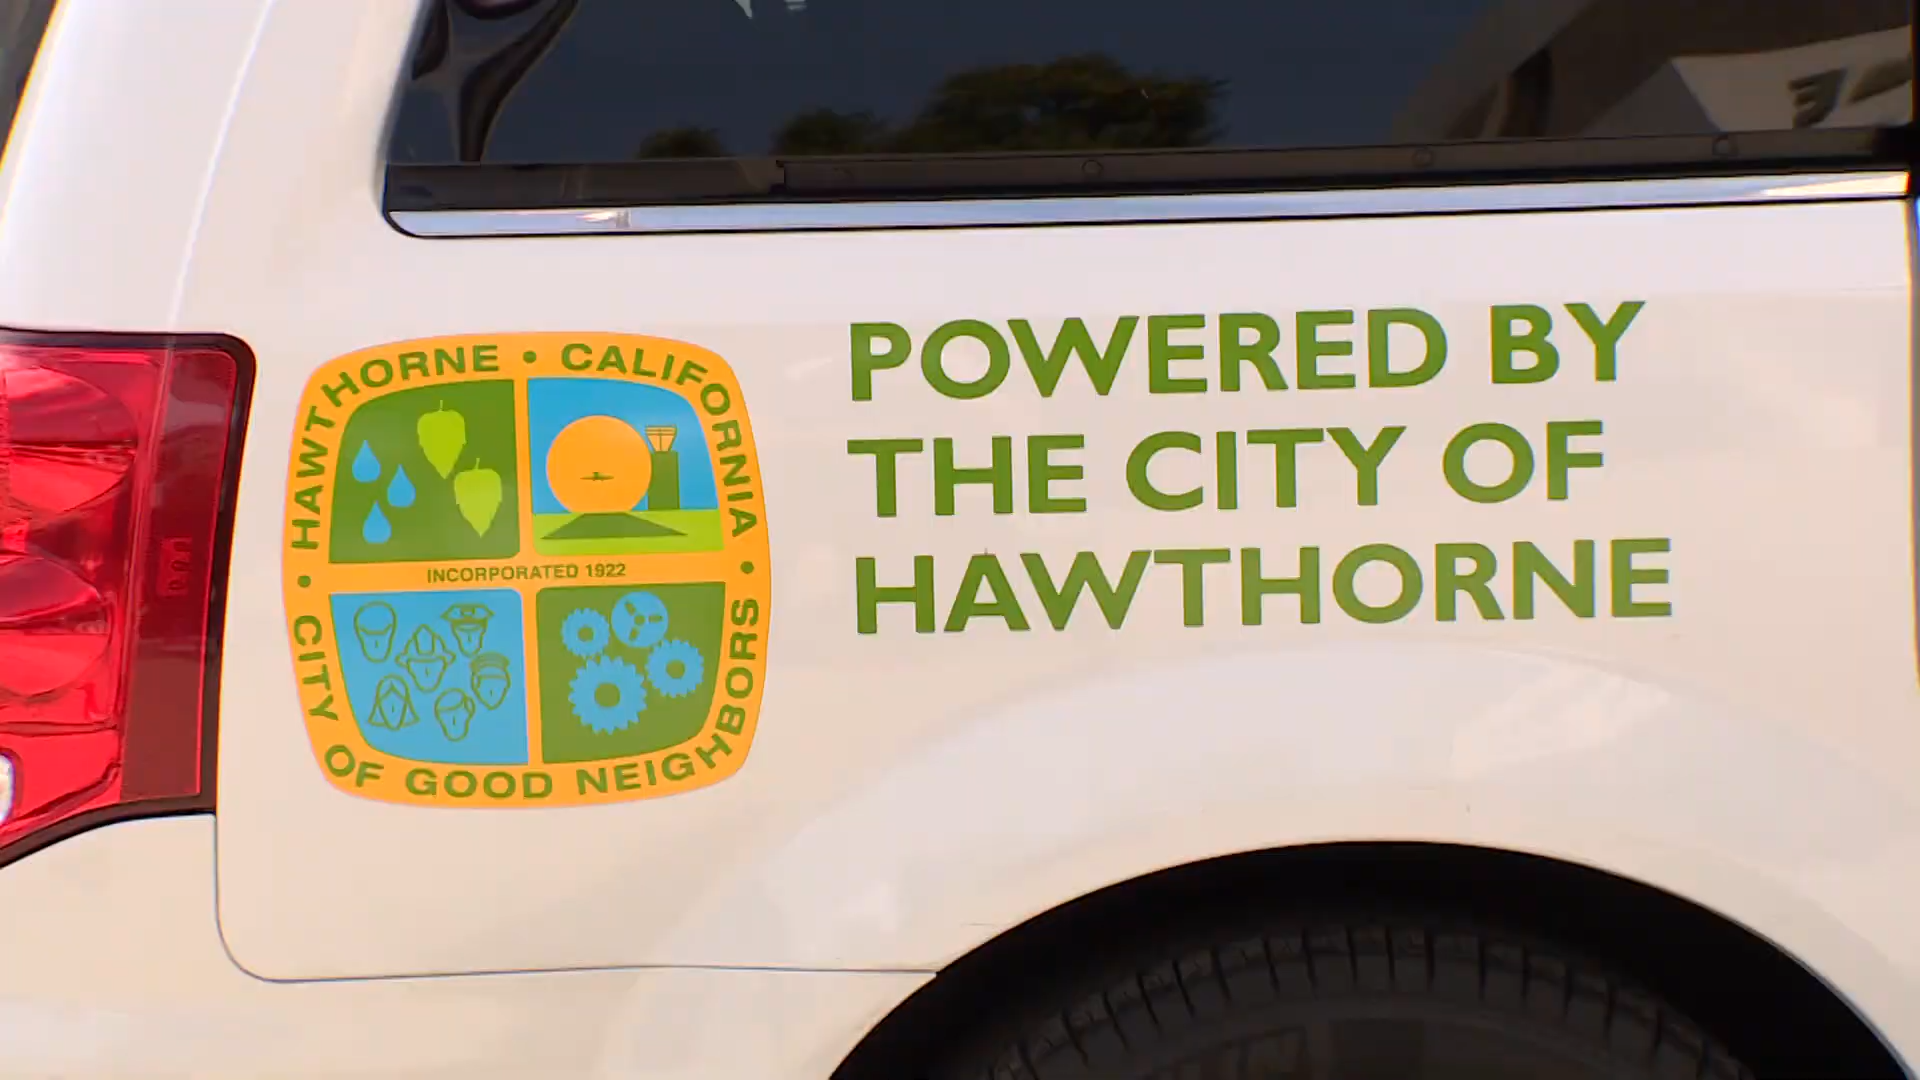 HAWTHORNE • CALIFORNIA
INCORPORATED 1922
• CITY OF GOOD NEIGHBORS •
POWERED BY
THE CITY OF
HAWTHORNE